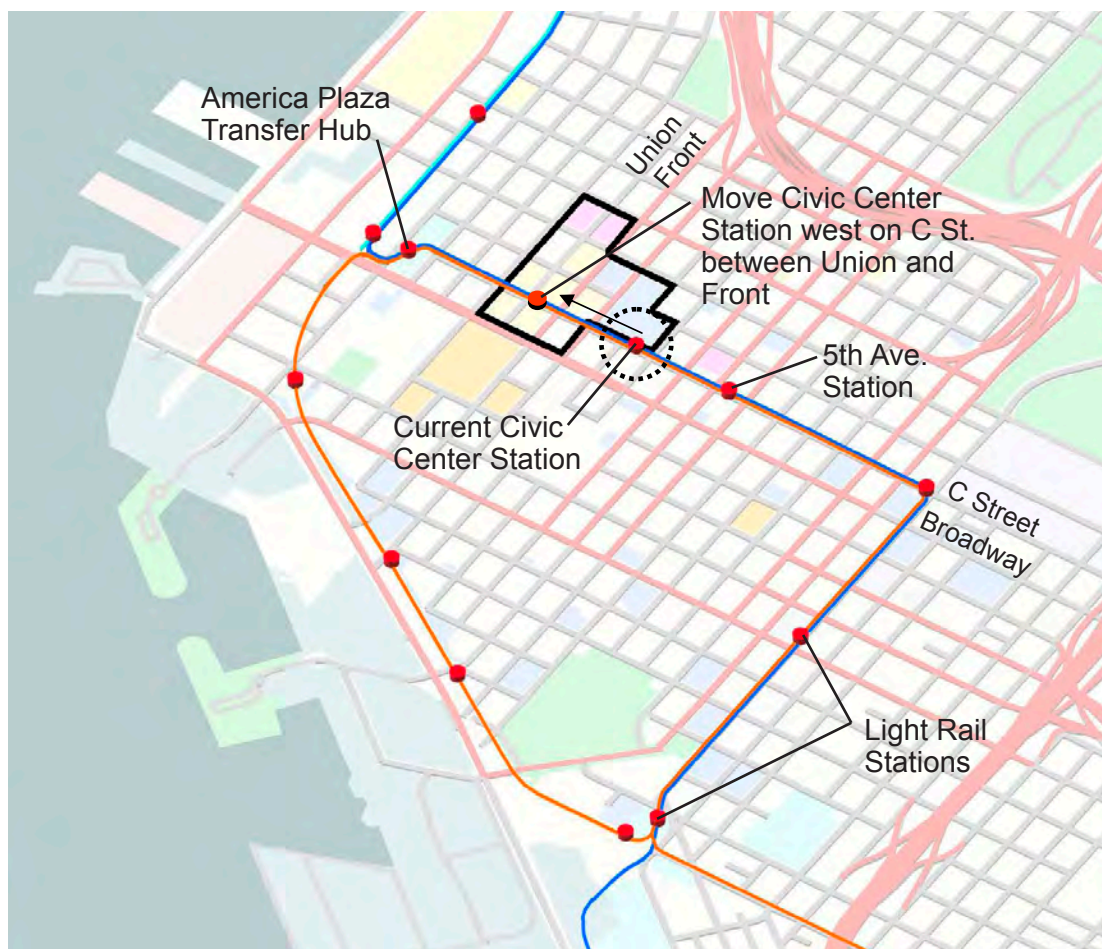 America Plaza
Transfer Hub
Union
Front
Move Civic Center
Station west on C St.
between Union and
Front
5th Ave.
Station
Current Civic
Center Station
C Street
Broadway
Light Rail
Stations